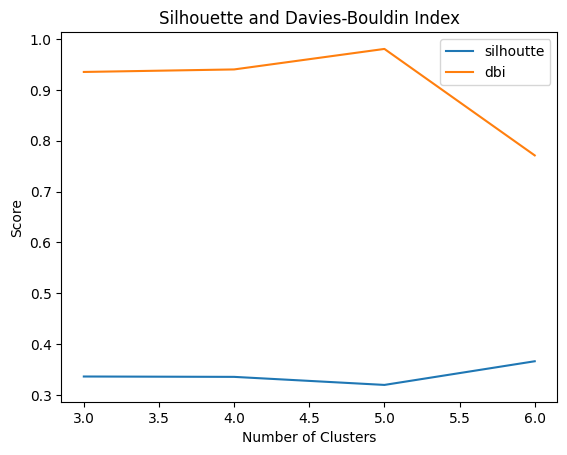 Silhouette and Davies-Bouldin Index
silhoutte
dbi
1.0
0.9
0.8
0.7
0.6
0.5
0.4
0.3
Score
3.0 3.5 4.0 4.5 5.0 5.5 6.0
Number of Clusters